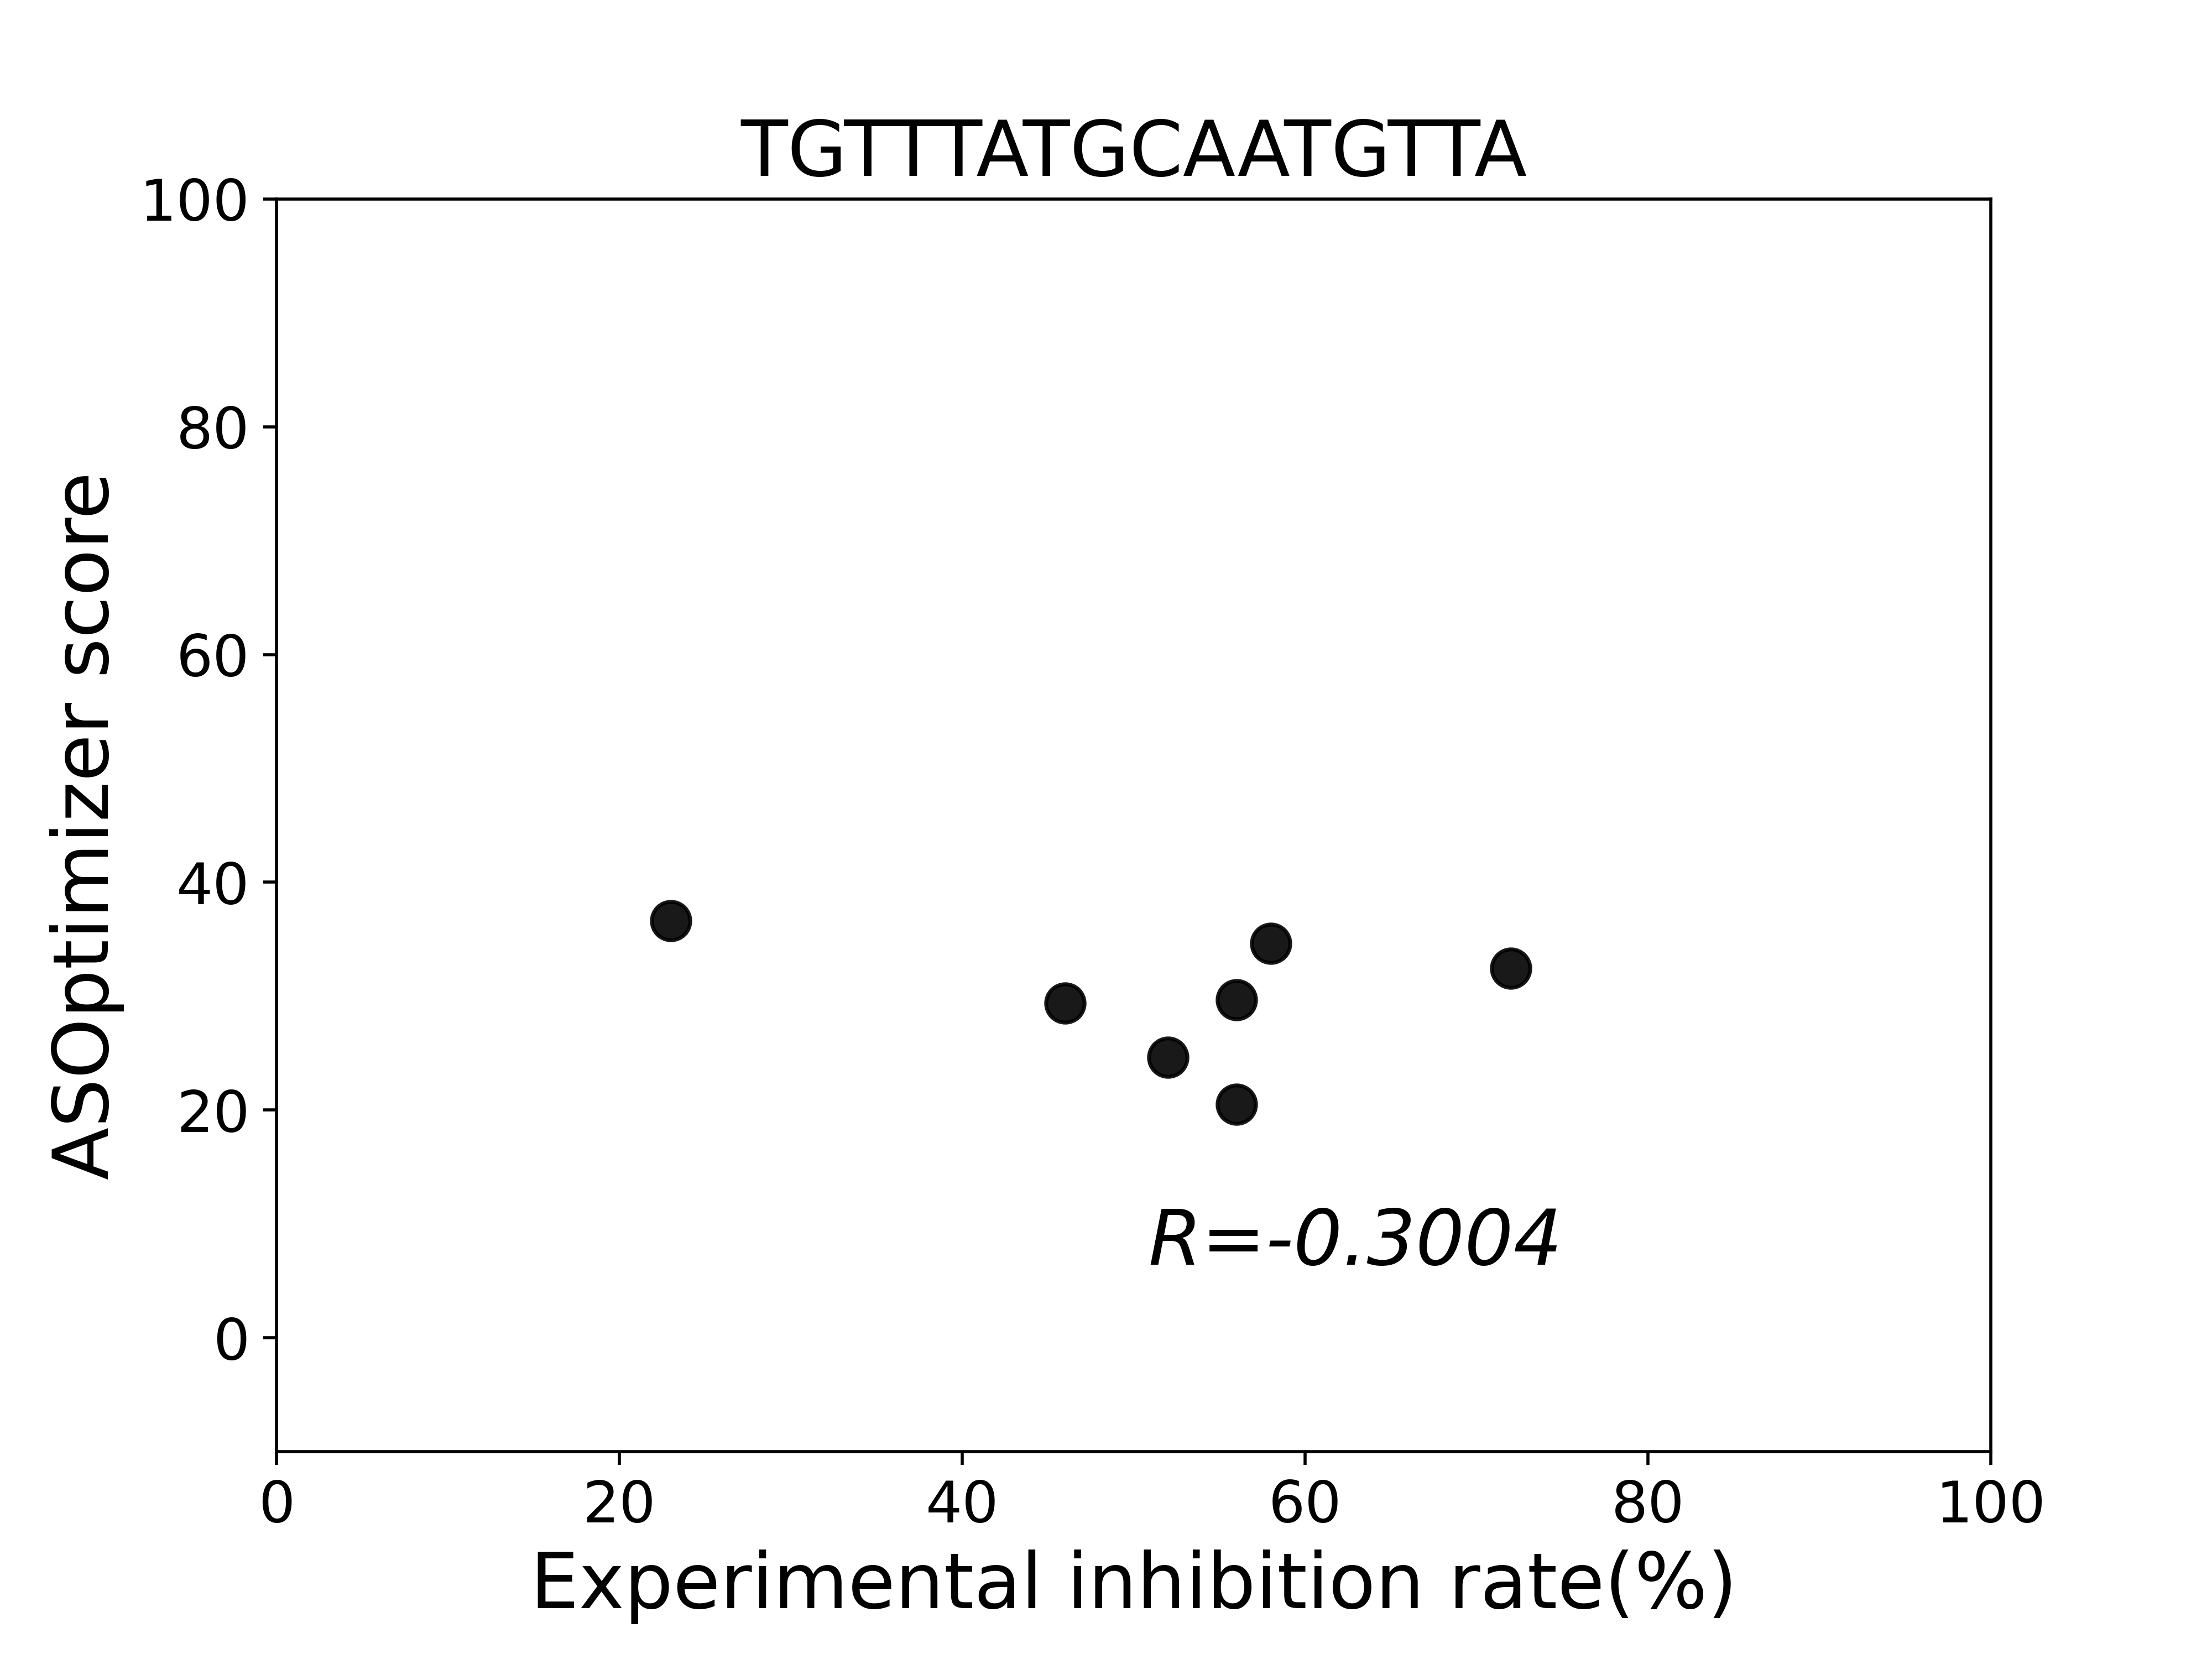 TGTTTATGCAATGTTA
100
80
60
40
20
0
ASOptimizer score
R=-0.3004
0 20 40 60 80 100
Experimental inhibition rate(%)